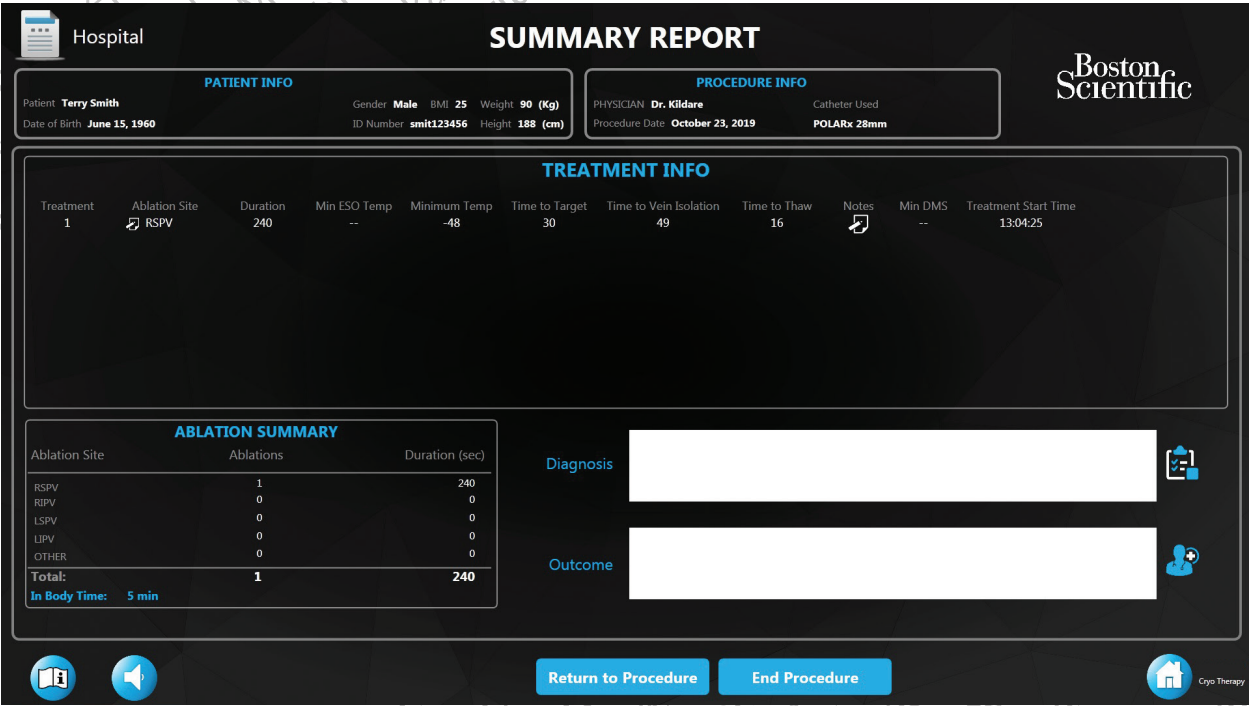 Hospital
SUMMARY REPORT
Boston
Scientific
PATIENT INFO
Patient Terry Smith Gender Male BMI 25 Weight 90 (Kg)
Date of Birth June 15, 1960 ID Number smit123456 Height 188 (cm)
PROCEDURE INFO
PHYSICIAN Dr. Kildare Catheter Used
Procedure Date October 23, 2019 POLARx 28mm
TREATMENT INFO
Treatment Ablation Site Duration Min ESO Temp Minimum Temp Time to Target Time to Vein Isolation Time to Thaw Notes Min DMS Treatment Start Time
1 RSPV 240 -- -48 30 49 16 -- 13:04:25
ABLATION SUMMARY
Ablation Site Ablations Duration (sec)
RSPV 1 240
RIPV 0 0
LSPV 0 0
LIPV 0 0
OTHER 0 0
Total: 1 240
In Body Time: 5 min
Diagnosis
Outcome
Return to Procedure End Procedure
Cryo Therapy